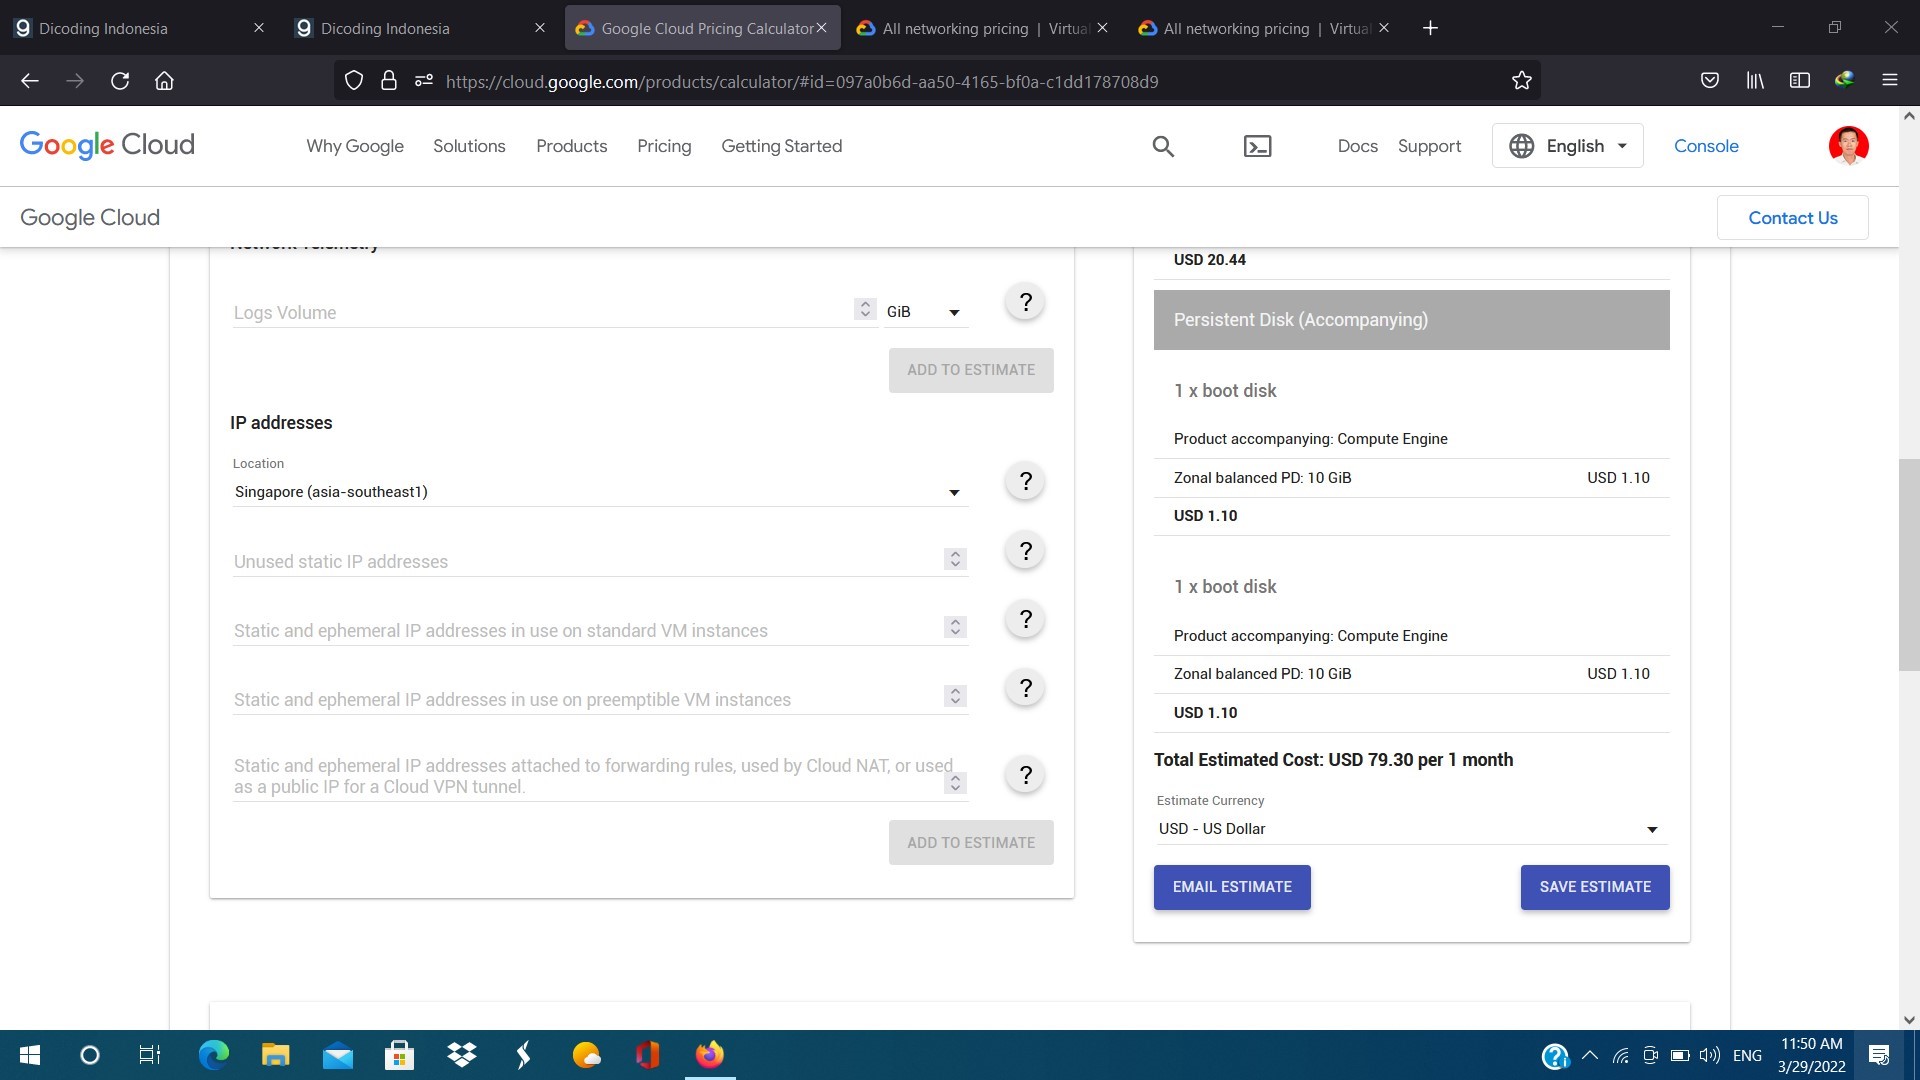 Dicoding Indonesia
Dicoding Indonesia
Google Cloud Pricing Calculator
All networking pricing | Virtual
All networking pricing | Virtual
https://cloud.google.com/products/calculator/#id=097a0b6d-aa50-4165-bf0a-c1dd178708d9
Google Cloud
Why Google
Solutions
Products
Pricing
Getting Started
Docs
Support
English
Console
Google Cloud
Contact Us
Network Telemetry
Logs Volume
GiB
?
ADD TO ESTIMATE
IP addresses
Location
Singapore (asia-southeast1)
?
Unused static IP addresses
?
Static and ephemeral IP addresses in use on standard VM instances
?
Static and ephemeral IP addresses in use on preemptible VM instances
?
Static and ephemeral IP addresses attached to forwarding rules, used by Cloud NAT, or used
as a public IP for a Cloud VPN tunnel.
?
ADD TO ESTIMATE
USD 20.44
Persistent Disk (Accompanying)
1 x boot disk
Product accompanying: Compute Engine
Zonal balanced PD: 10 GiB USD 1.10
USD 1.10
1 x boot disk
Product accompanying: Compute Engine
Zonal balanced PD: 10 GiB USD 1.10
USD 1.10
Total Estimated Cost: USD 79.30 per 1 month
Estimate Currency
USD - US Dollar
EMAIL ESTIMATE
SAVE ESTIMATE
ENG
11:50 AM
3/29/2022